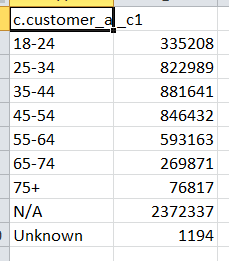 c.customer_a _c1
18-24 335208
25-34 822989
35-44 881641
45-54 846432
55-64 593163
65-74 269871
75+ 76817
N/A 2372337
Unknown 1194